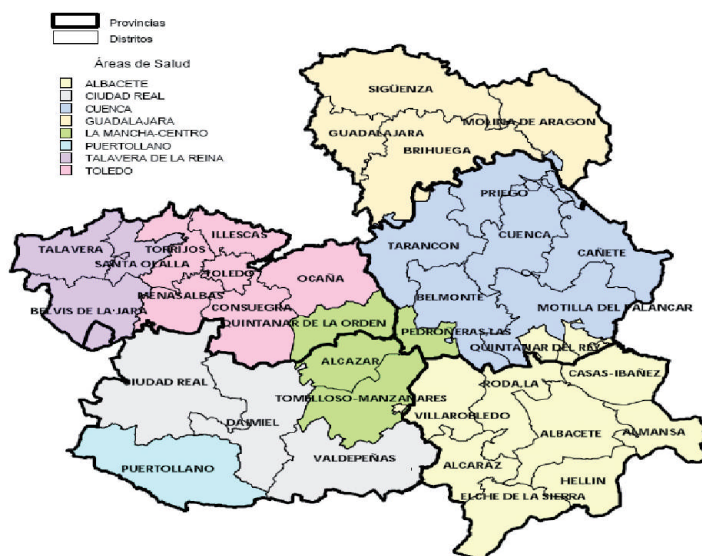 Provincias
Distritos
Áreas de Salud
ALBACETE
CIUDAD REAL
CUENCA
GUADALAJARA
LA MANCHA-CENTRO
PUERTOLLANO
TALAVERA DE LA REINA
TOLEDO
SIGÜENZA
MOLINA DE ARAGON
GUADALAJARA
BRIHUEGA
PRIEGO
ILLESCAS
CUENCA
TALAVERA
TORRIJOS
TARANCON
CAÑETE
SANTA OLALLA
TOLEDO
OCAÑA
MENASALBAS
BELMONTE
BELVIS DE LA JARA
CONSUEGRA
MOTILLA DEL PALANCAR
QUINTANAR DE LA ORDEN
PEDROÑERAS,LAS
QUINTANAR DEL REY
ALCAZAR
CASAS-IBAÑEZ
CIUDAD REAL
RODA,LA
TOMELLOSO-MANZANARES
VILLAROBLEDO
DAIMIEL
ALBACETE
ALMANSA
VALDEPEÑAS
PUERTOLLANO
ALCARAZ
HELLIN
ELCHE DE LA SIERRA